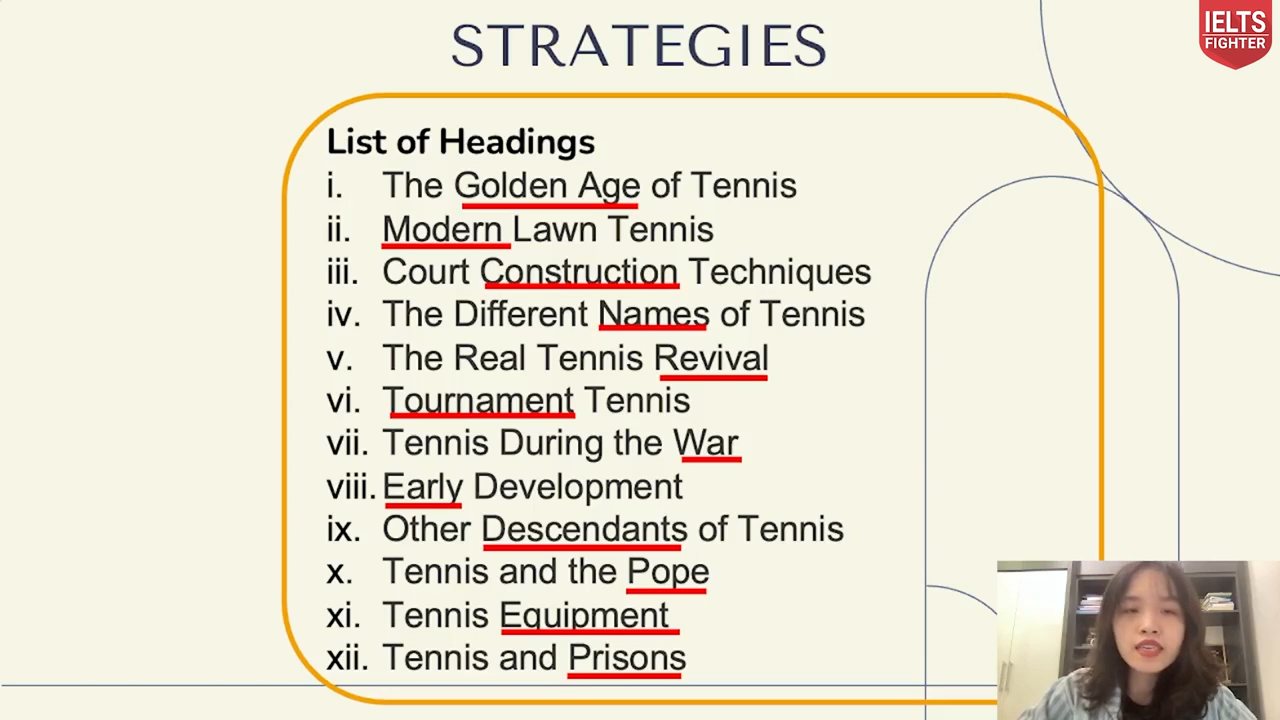 STRATEGIES
IELTS
FIGHTER
List of Headings
i. The Golden Age of Tennis
ii. Modern Lawn Tennis
iii. Court Construction Techniques
iv. The Different Names of Tennis
v. The Real Tennis Revival
vi. Tournament Tennis
vii. Tennis During the War
viii. Early Development
ix. Other Descendants of Tennis
x. Tennis and the Pope
xi. Tennis Equipment
xii. Tennis and Prisons